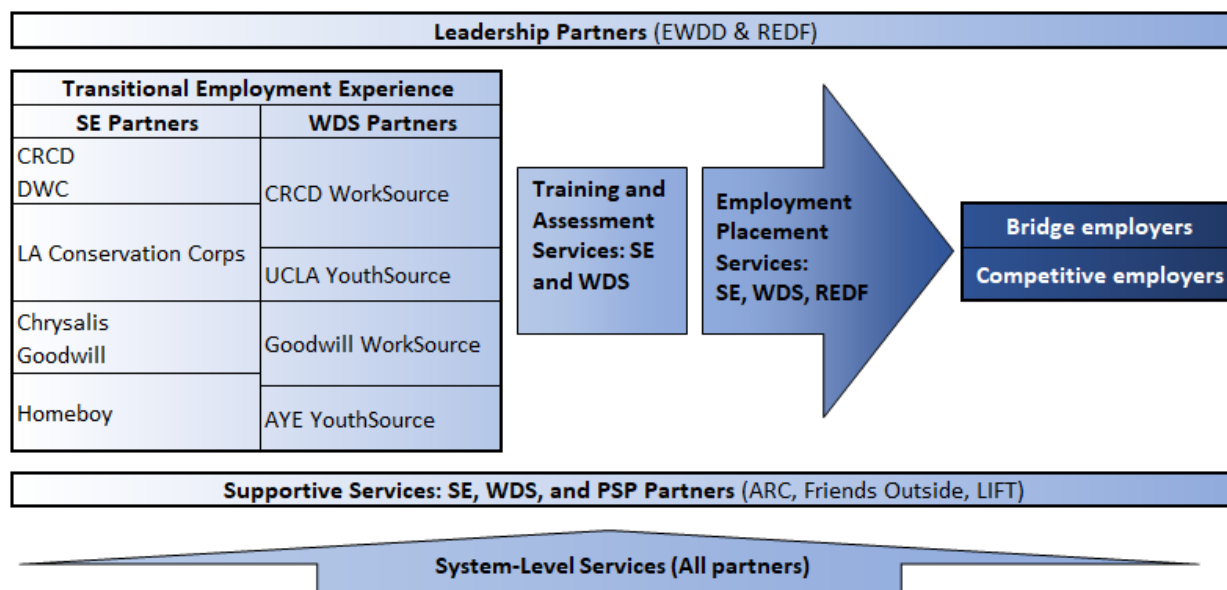 Leadership Partners (EWDD & REDF)
Transitional Employment Experience
SE Partners
WDS Partners
CRCD
DWC
CRCD WorkSource
LA Conservation Corps
UCLA YouthSource
Chrysalis
Goodwill
Goodwill WorkSource
Homeboy
AYE YouthSource
Training and
Assessment
Services: SE
and WDS
Employment
Placement
Services:
SE, WDS, REDF
Bridge employers
Competitive employers
Supportive Services: SE, WDS, and PSP Partners (ARC, Friends Outside, LIFT)
System-Level Services (All partners)